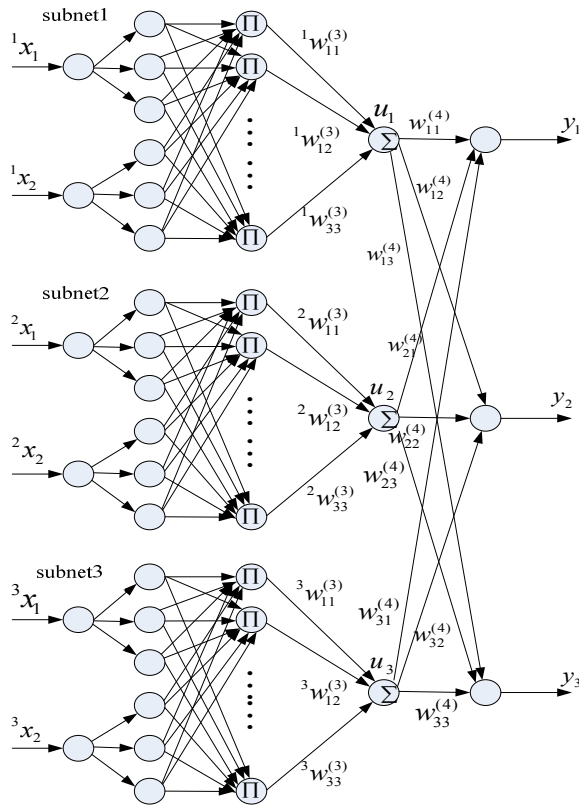 subnet1
¹x₁
¹x₂
Π
Π
Π
¹w₁₁⁽³⁾
¹w₁₂⁽³⁾
¹w₃₃⁽³⁾
u₁
Σ
w₁₁⁽⁴⁾
w₁₂⁽⁴⁾
w₁₃⁽⁴⁾
y₁
subnet2
²x₁
²x₂
Π
Π
Π
²w₁₁⁽³⁾
²w₁₂⁽³⁾
²w₃₃⁽³⁾
u₂
Σ
w₂₁⁽⁴⁾
w₂₂⁽⁴⁾
w₂₃⁽⁴⁾
y₂
subnet3
³x₁
³x₂
Π
Π
Π
³w₁₁⁽³⁾
³w₁₂⁽³⁾
³w₃₃⁽³⁾
u₃
Σ
w₃₁⁽⁴⁾
w₃₂⁽⁴⁾
w₃₃⁽⁴⁾
y₃